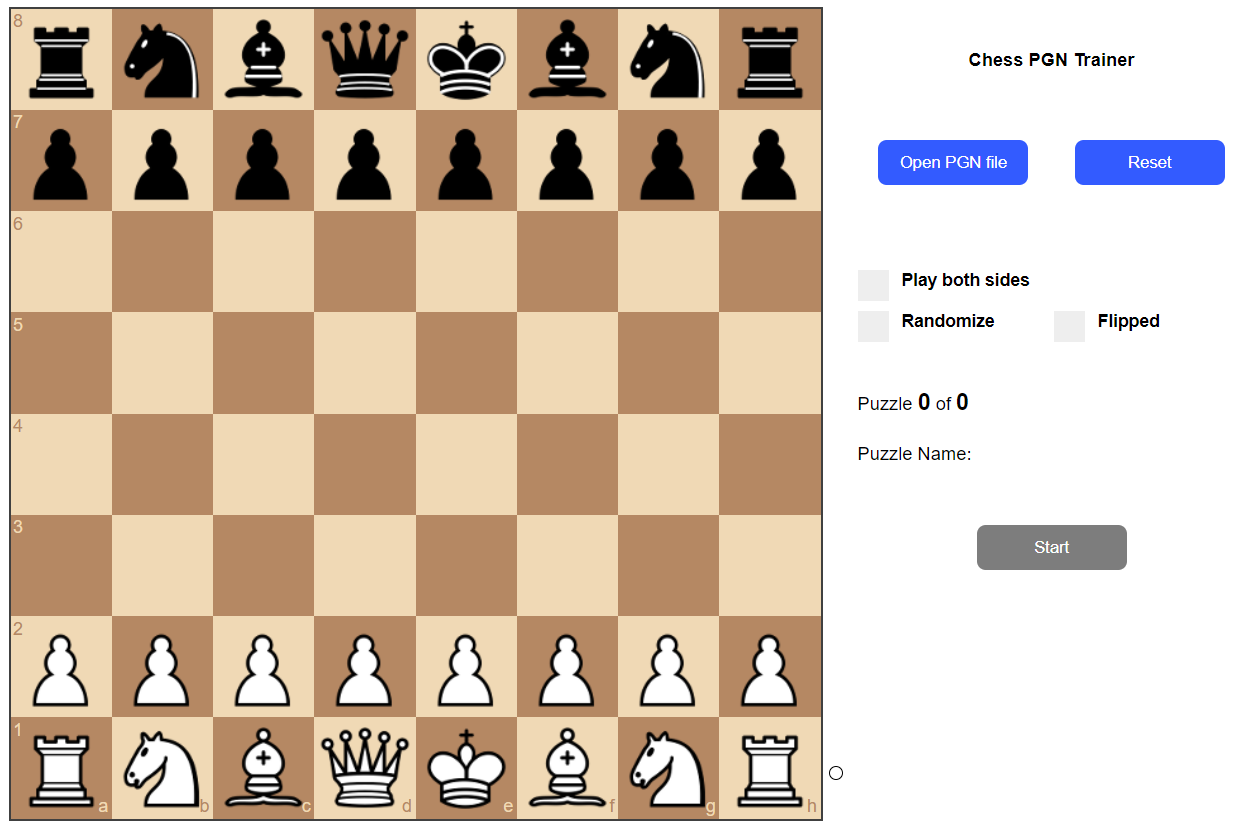 8
Chess PGN Trainer
7
Open PGN file
Reset
6
Play both sides
5
Randomize
Flipped
Puzzle 0 of 0
4
Puzzle Name:
3
Start
2
1
a b c d e f g h